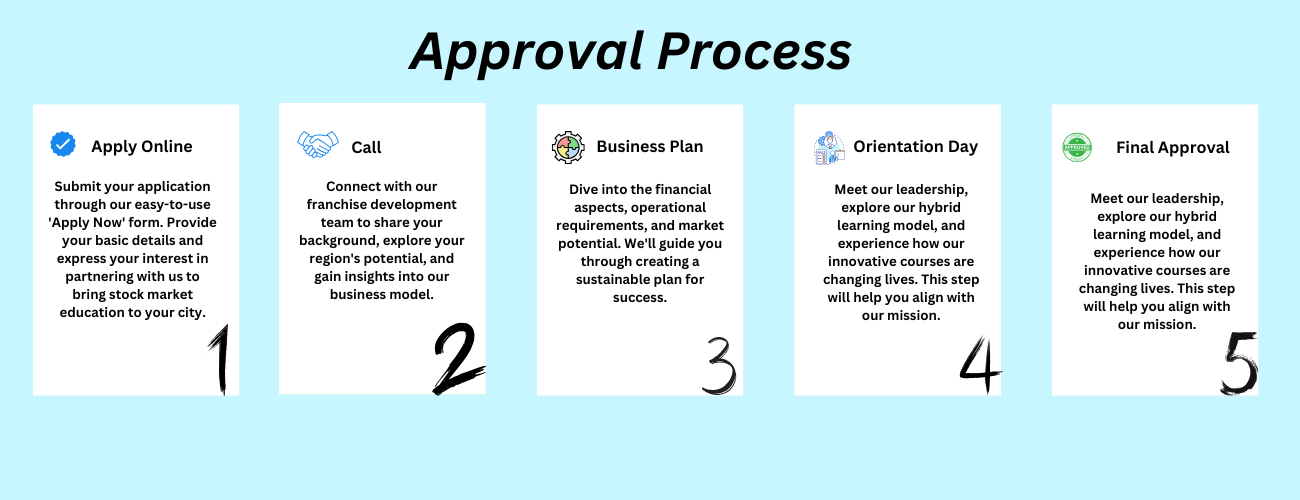 Approval Process
Apply Online
Submit your application
through our easy-to-use
'Apply Now' form. Provide
your basic details and
express your interest in
partnering with us to
bring stock market
education to your city.
1
Call
Connect with our
franchise development
team to share your
background, explore your
region's potential, and
gain insights into our
business model.
2
Business Plan
Dive into the financial
aspects, operational
requirements, and market
potential. We'll guide you
through creating a
sustainable plan for
success.
3
Orientation Day
Meet our leadership,
explore our hybrid
learning model, and
experience how our
innovative courses are
changing lives. This step
will help you align with
our mission.
4
APPROVED
Final Approval
Meet our leadership,
explore our hybrid
learning model, and
experience how our
innovative courses are
changing lives. This step
will help you align with
our mission.
5